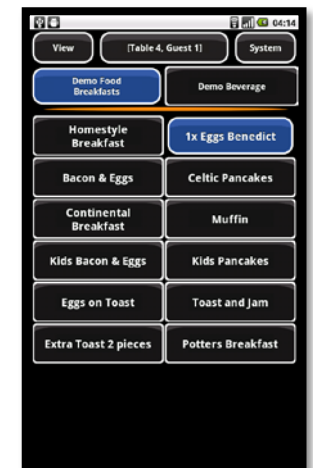 04:14
View
[Table 4, Guest 1]
System
Demo Food
Breakfasts
Demo Beverage
Homestyle
Breakfast
1x Eggs Benedict
Bacon & Eggs
Celtic Pancakes
Continental
Breakfast
Muffin
Kids Bacon & Eggs
Kids Pancakes
Eggs on Toast
Toast and Jam
Extra Toast 2 pieces
Potters Breakfast